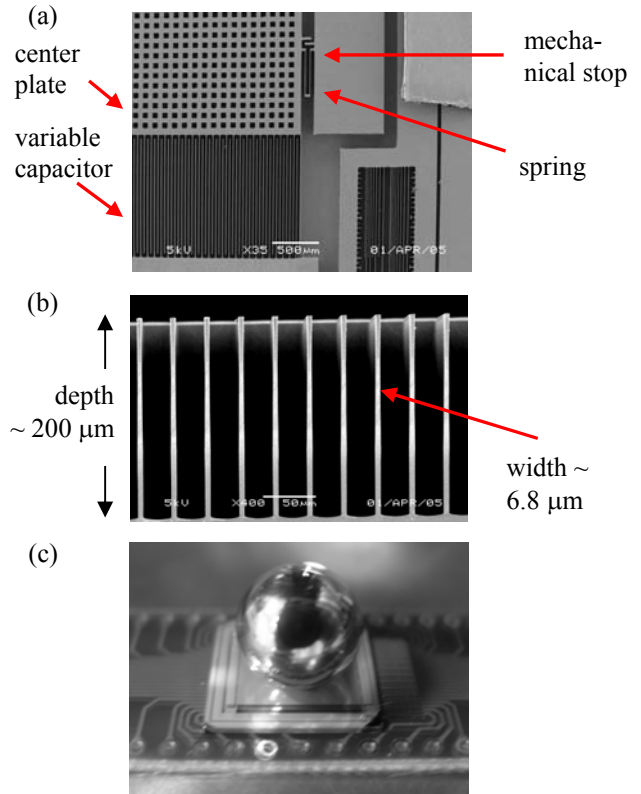 (a)
center
plate
variable
capacitor
mecha-
nical stop
spring
5kV X35 500μm 01/APR/05
(b)
depth
~ 200 μm
width ~
6.8 μm
5kV X400 50μm 01/APR/05
(c)